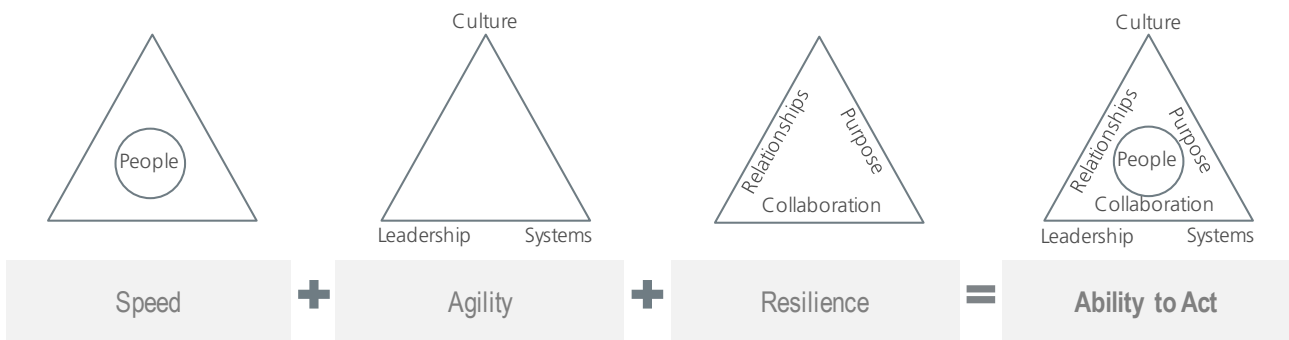 People
Speed
+
Culture
Leadership
Systems
Agility
+
Relationships
Purpose
Collaboration
Resilience
=
Culture
Relationships
Purpose
People
Collaboration
Leadership
Systems
Ability to Act